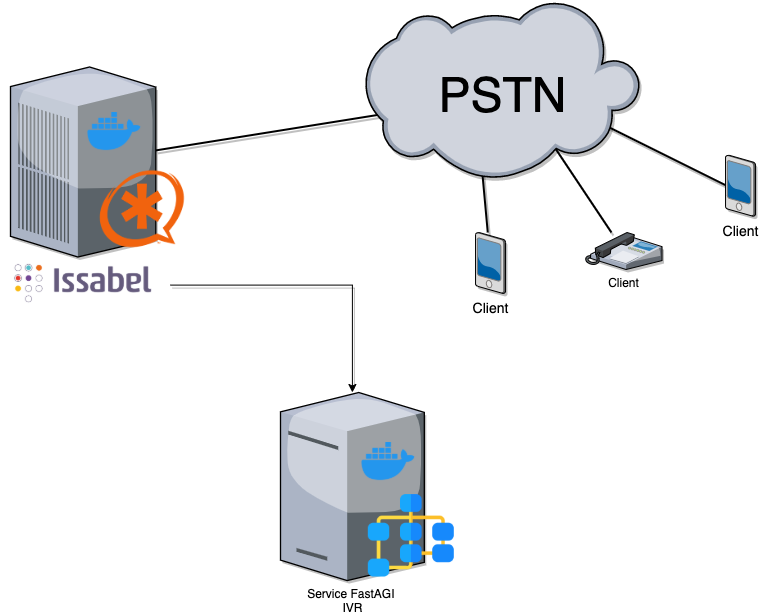 PSTN
Client
Issabel
Client
Client
Service FastAGI
IVR